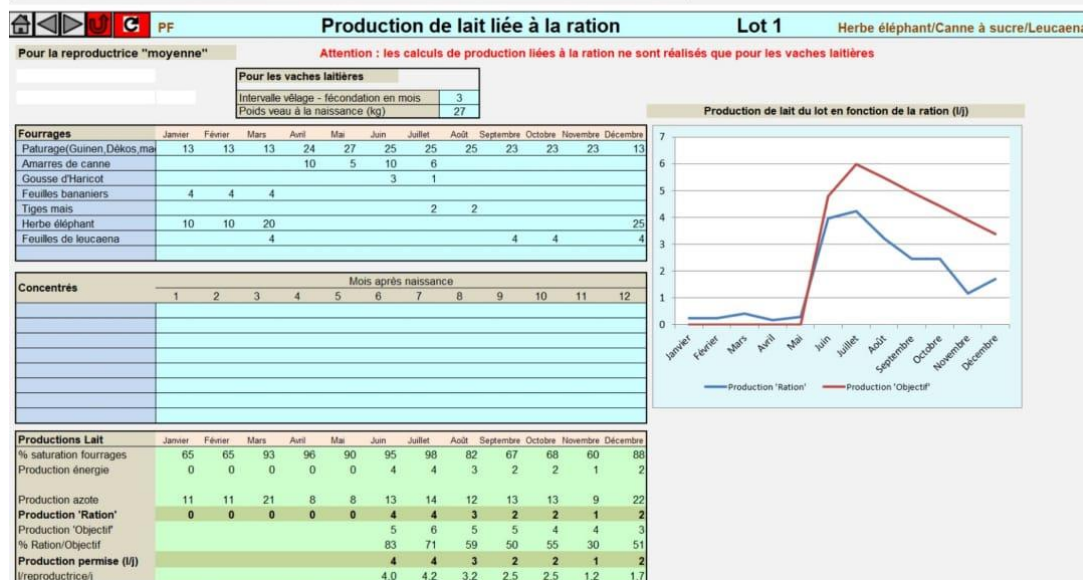 PF Production de lait liée à la ration Lot 1 Herbe éléphant/Canne à sucre/Leucaena
Pour la reproductrice "moyenne" Attention : les calculs de production liées à la ration ne sont réalisés que pour les vaches laitières
Pour les vaches laitières
Intervalle vêlage - fécondation en mois 3
Poids veau à la naissance (kg) 27
Fourrages Janvier Février Mars Avril Mai Juin Juillet Août Septembre Octobre Novembre Décembre
Paturage(Guinen,Dékos,ma 13 13 13 24 27 25 25 25 23 23 23 13
Amarres de canne 10 5 10 6
Gousse d'Haricot 3 1
Feuilles bananiers 4 4 4
Tiges mais 2 2
Herbe éléphant 10 10 20 25
Feuilles de leucaena 4 4 4 4
Concentrés Mois après naissance
1 2 3 4 5 6 7 8 9 10 11 12
Productions Lait Janvier Février Mars Avril Mai Juin Juillet Août Septembre Octobre Novembre Décembre
% saturation fourrages 65 65 93 96 90 95 98 82 67 68 60 88
Production énergie 0 0 0 0 0 4 4 3 2 2 1 2
Production azote 11 11 21 8 8 13 14 12 13 13 9 22
Production 'Ration' 0 0 0 0 0 4 4 3 2 2 1 2
Production 'Objectif' 5 6 5 5 4 4 3
% Ration/Objectif 83 71 59 50 55 30 51
Production permise (l/j) 4 4 3 2 2 1 2
l/reproductrice/j 4.0 4.2 3.2 2.5 2.5 1.2 1.7
Production de lait du lot en fonction de la ration (l/j)
7
6
5
4
3
2
1
0
Janvier Février Mars Avril Mai Juin Juillet Août Septembre Octobre Novembre Décembre
Production 'Ration' Production 'Objectif'